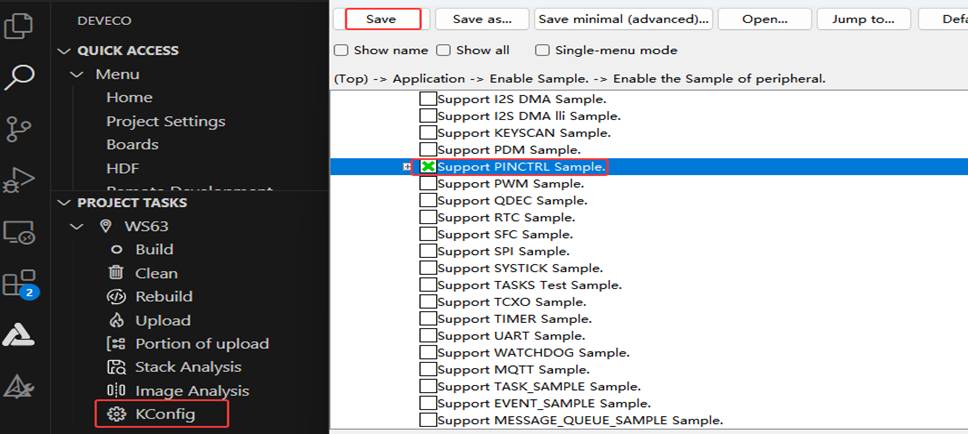 DEVECO
QUICK ACCESS
Menu
Home
Project Settings
Boards
HDF
Remote Development
PROJECT TASKS
WS63
Build
Clean
Rebuild
Upload
Portion of upload
Stack Analysis
Image Analysis
KConfig
2
Save
Save as...
Save minimal (advanced)...
Open...
Jump to...
Defa
Show name
Show all
Single-menu mode
(Top) -> Application -> Enable Sample. -> Enable the Sample of peripheral.
Support I2S DMA Sample.
Support I2S DMA lli Sample.
Support KEYSCAN Sample.
Support PDM Sample.
Support PINCTRL Sample.
Support PWM Sample.
Support QDEC Sample.
Support RTC Sample.
Support SFC Sample.
Support SPI Sample.
Support SYSTICK Sample.
Support TASKS Test Sample.
Support TCXO Sample.
Support TIMER Sample.
Support UART Sample.
Support WATCHDOG Sample.
Support MQTT Sample.
Support TASK_SAMPLE Sample.
Support EVENT_SAMPLE Sample.
Support MESSAGE_QUEUE_SAMPLE Sample.